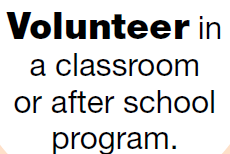 Volunteer in
a classroom
or after school
program.